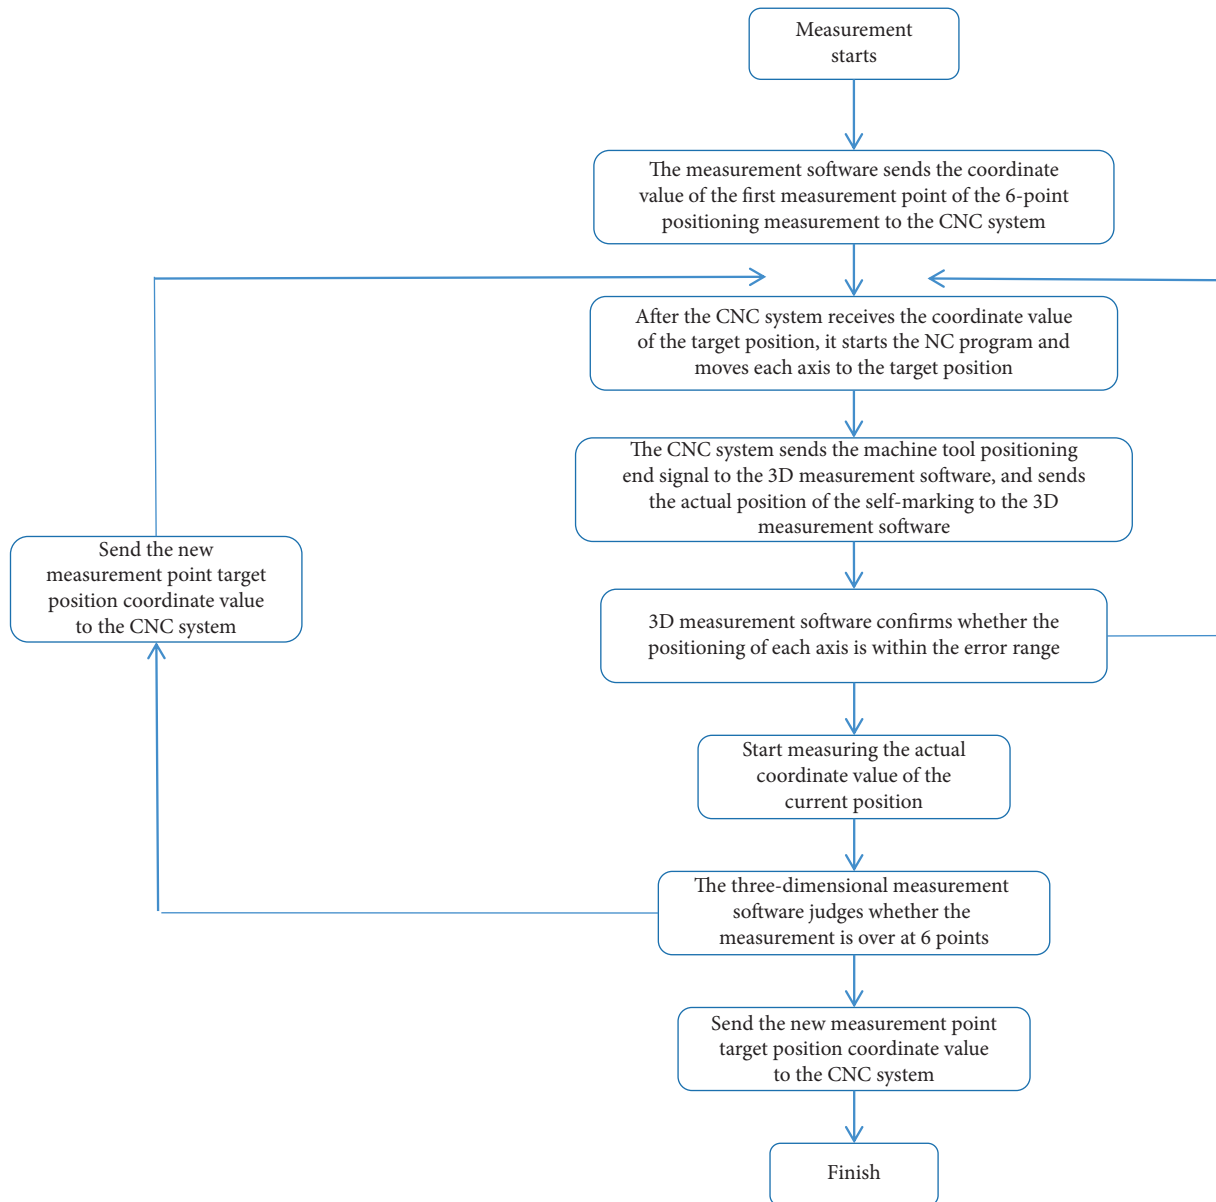 Measurement
starts
The measurement software sends the coordinate
value of the first measurement point of the 6-point
positioning measurement to the CNC system
After the CNC system receives the coordinate value
of the target position, it starts the NC program and
moves each axis to the target position
The CNC system sends the machine tool positioning
end signal to the 3D measurement software, and sends
the actual position of the self-marking to the 3D
measurement software
Send the new
measurement point target
position coordinate value
to the CNC system
3D measurement software confirms whether the
positioning of each axis is within the error range
Start measuring the actual
coordinate value of the
current position
The three-dimensional measurement
software judges whether the
measurement is over at 6 points
Send the new measurement point
target position coordinate value
to the CNC system
Finish